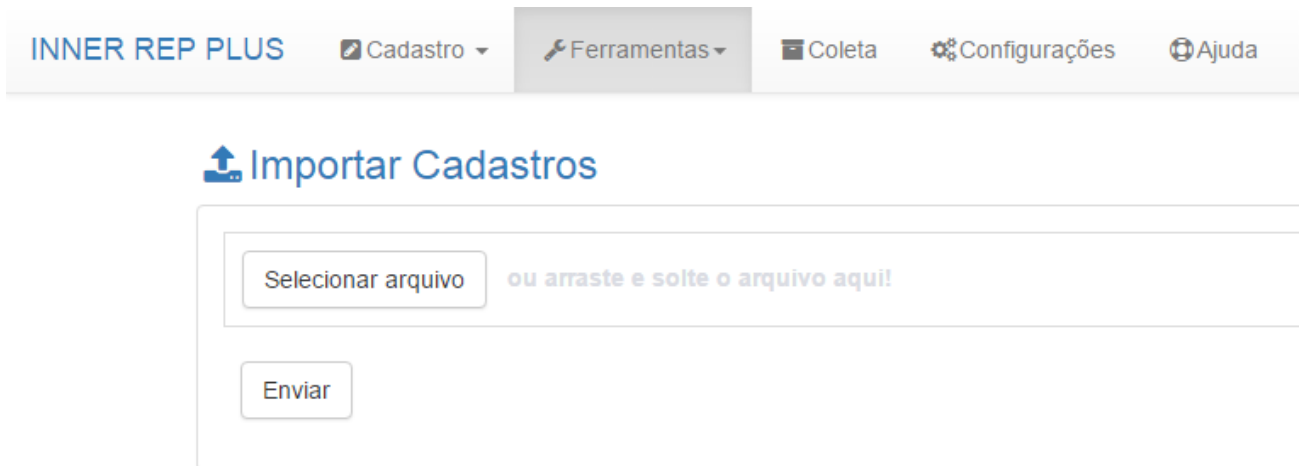 INNER REP PLUS Cadastro Ferramentas Coleta Configurações Ajuda
Importar Cadastros
Selecionar arquivo ou arraste e solte o arquivo aqui!
Enviar